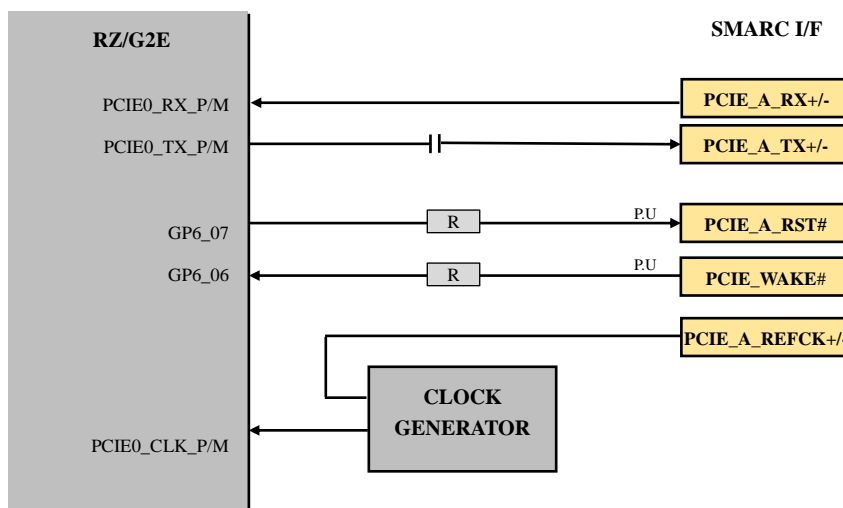 RZ/G2E
SMARC I/F
PCIE0_RX_P/M
PCIE_A_RX+/-
PCIE0_TX_P/M
PCIE_A_TX+/-
GP6_07
R
P.U
PCIE_A_RST#
GP6_06
R
P.U
PCIE_WAKE#
PCIE_A_REFCK+/-
CLOCK
GENERATOR
PCIE0_CLK_P/M